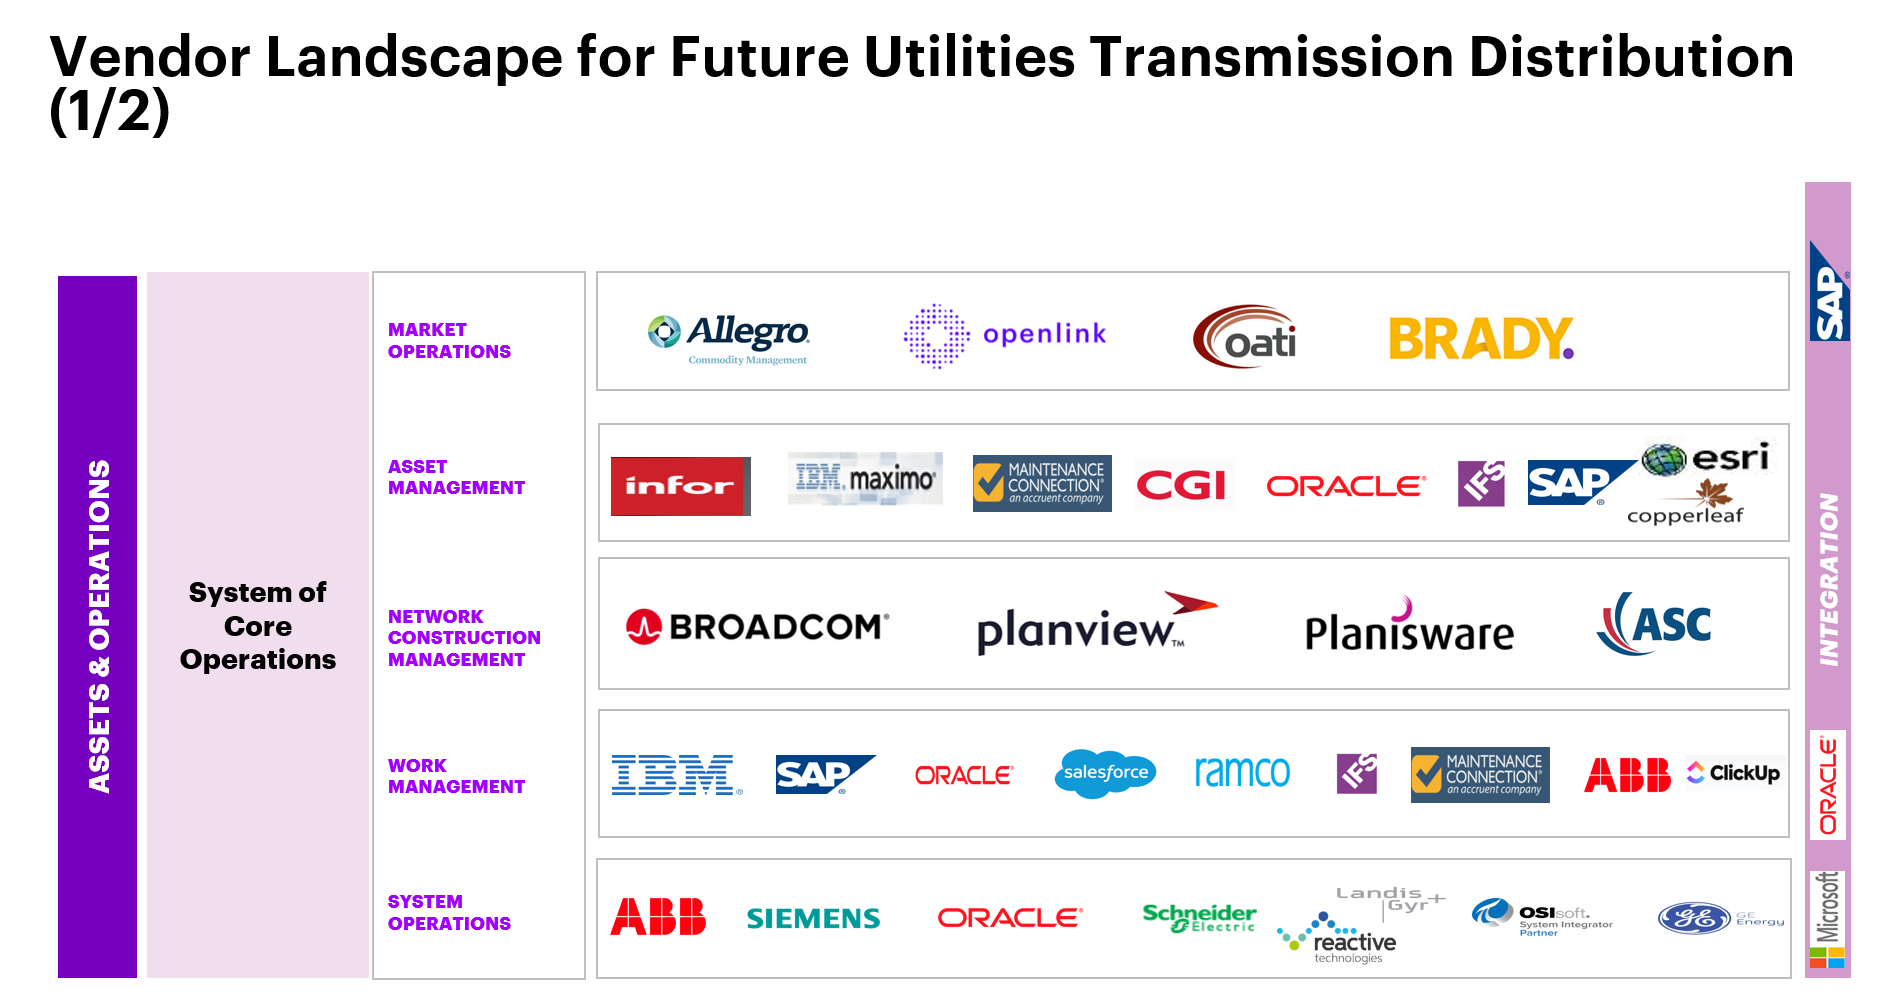 Vendor Landscape for Future Utilities Transmission Distribution
(1/2)
ASSETS & OPERATIONS
System of
Core
Operations
MARKET
OPERATIONS
Allegro
Commodity Management
openlink
oati
BRADY.
ASSET
MANAGEMENT
infor
IBM. maximo®
MAINTENANCE
CONNECTION®
an accruent company
CGI
ORACLE®
IFS
SAP®
esri
copperleaf
NETWORK
CONSTRUCTION
MANAGEMENT
BROADCOM®
planview™
Planisware
ASC
WORK
MANAGEMENT
IBM®
SAP®
ORACLE®
salesforce
ramco
IFS
MAINTENANCE
CONNECTION®
an accruent company
ABB
ClickUp
SYSTEM
OPERATIONS
ABB
SIEMENS
ORACLE®
Schneider
Electric
Landis
Gyr+
reactive
technologies
OSIsoft.
System Integrator
Partner
GE
GE
Energy
SAP®
INTEGRATION
ORACLE®
Microsoft